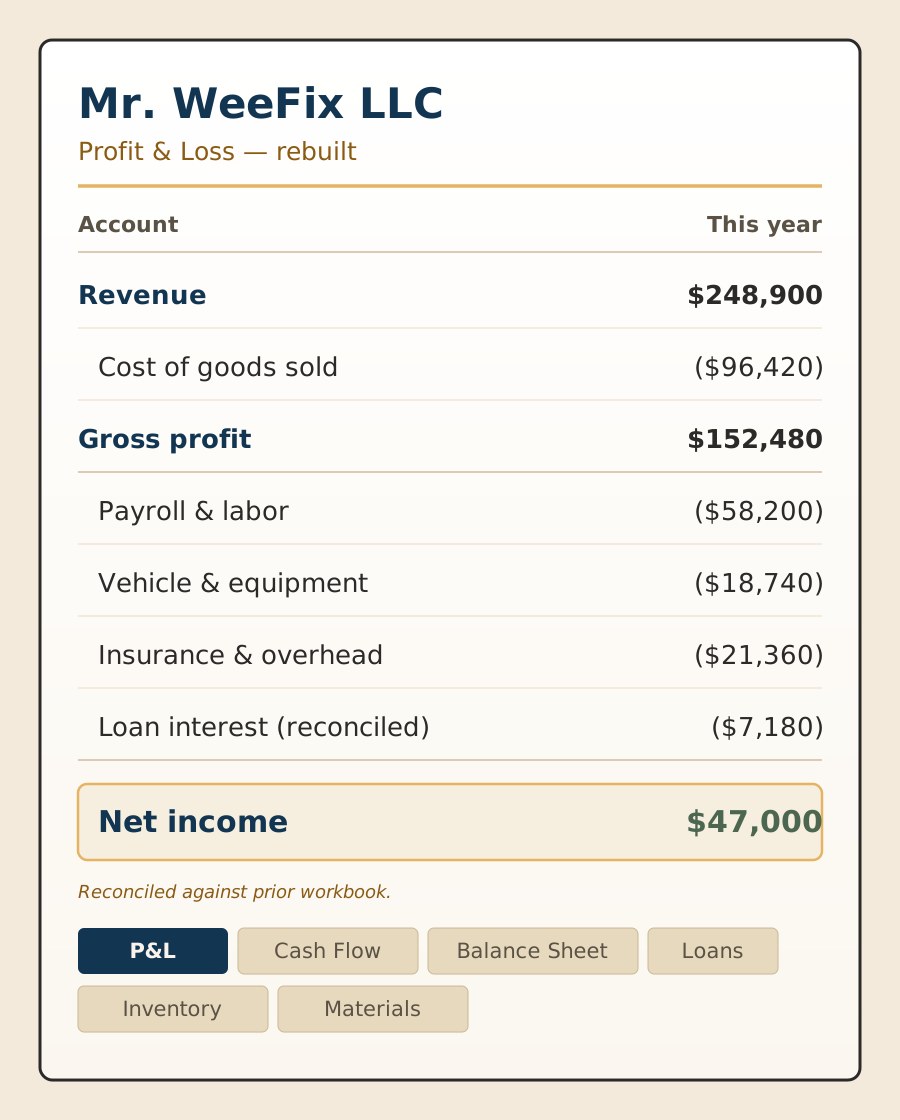 Mr. WeeFix LLC
Profit & Loss — rebuilt
Account This year
Revenue $248,900
Cost of goods sold ($96,420)
Gross profit $152,480
Payroll & labor ($58,200)
Vehicle & equipment ($18,740)
Insurance & overhead ($21,360)
Loan interest (reconciled) ($7,180)
Net income $47,000
Reconciled against prior workbook.
P&L Cash Flow Balance Sheet Loans
Inventory Materials